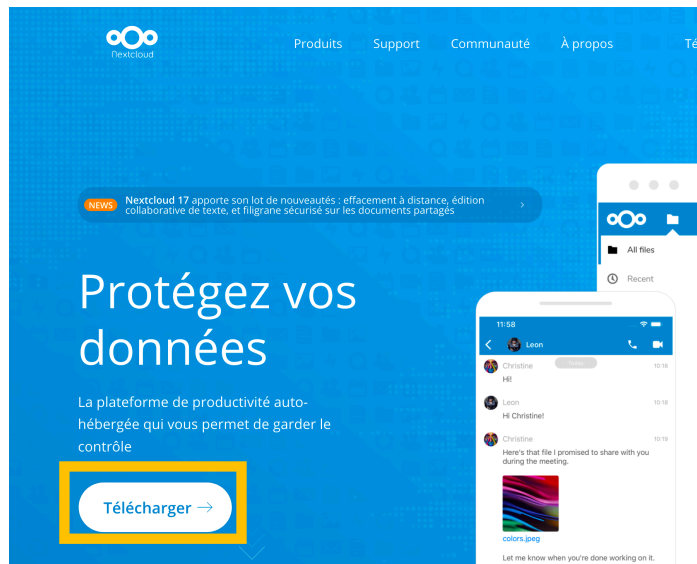 Nextcloud
Produits Support Communauté À propos Té
NEWS Nextcloud 17 apporte son lot de nouveautés : effacement à distance, édition
collaborative de texte, et filigrane sécurisé sur les documents partagés
All files
Recent
Protégez vos
données
La plateforme de productivité auto-
hébergée qui vous permet de garder le
contrôle
Télécharger
11:58
Leon
Christine 10:18
Hi!
Leon 10:18
Hi Christine!
Christine 10:19
Here's that file I promised to share with you
during the meeting.
colors.jpeg
Let me know when you're done working on it.